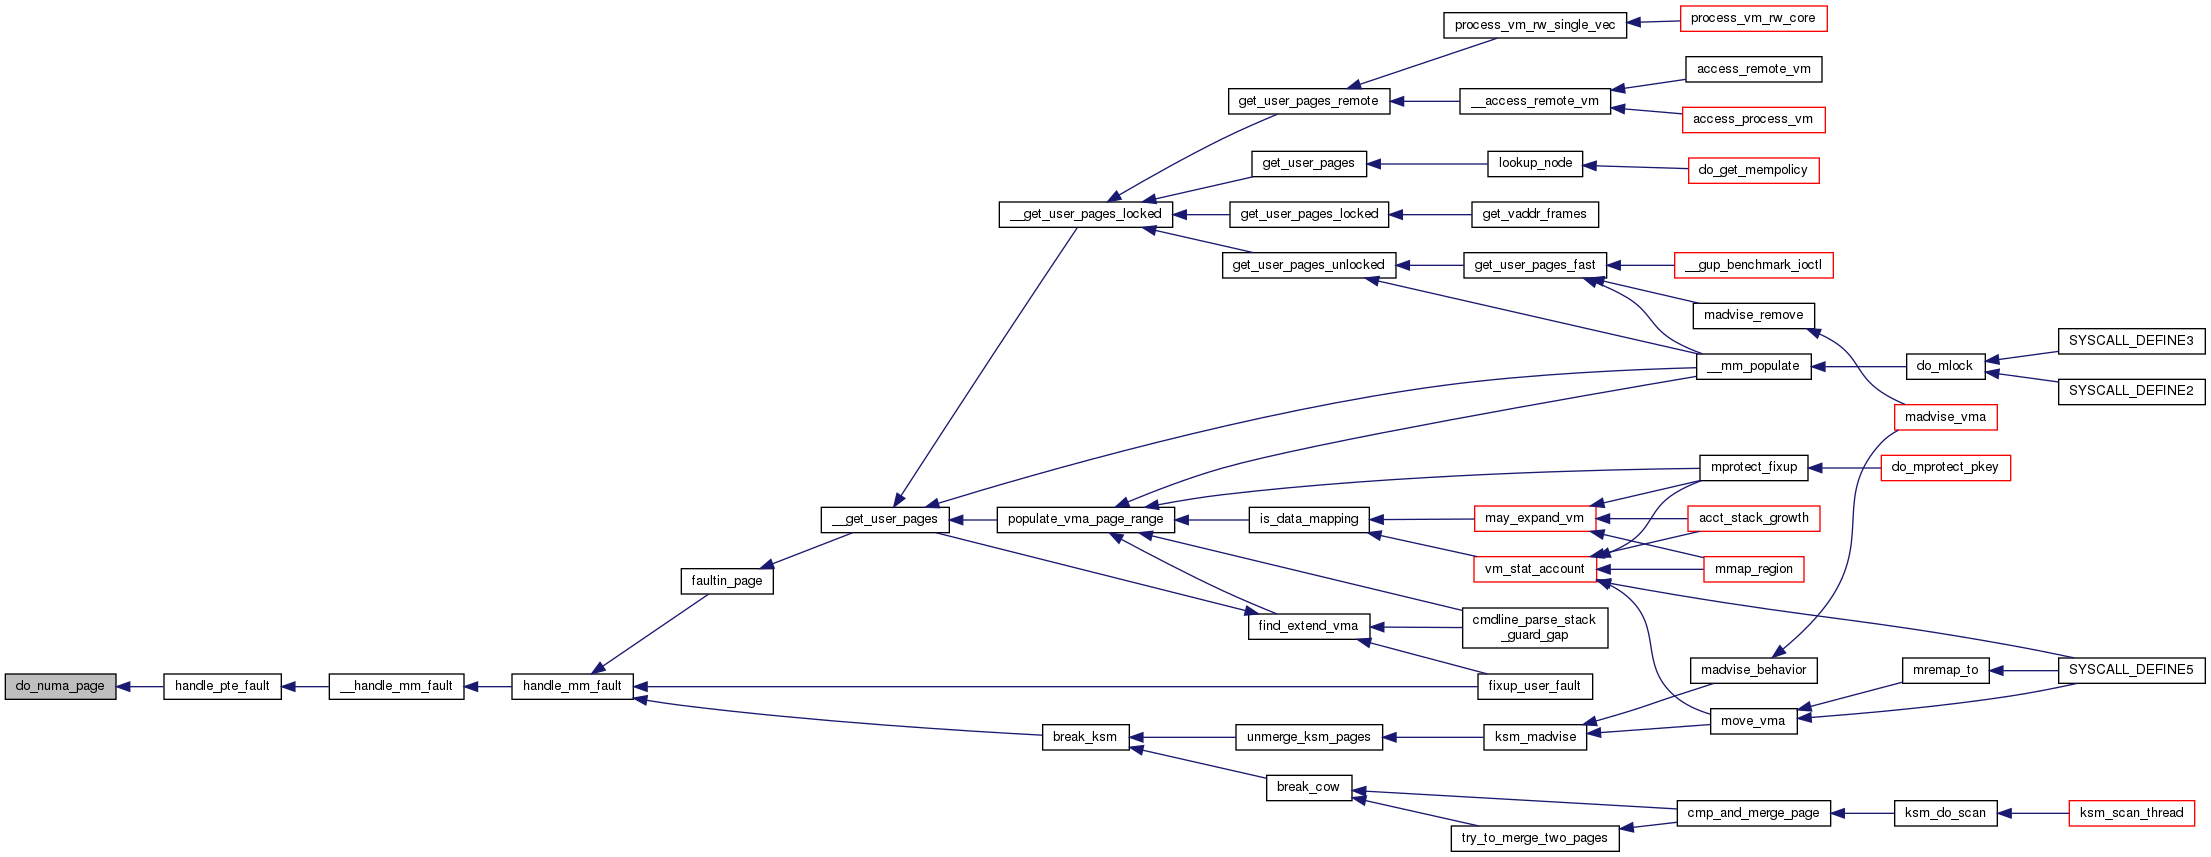 process_vm_rw_single_vec
process_vm_rw_core
access_remote_vm
get_user_pages_remote
__access_remote_vm
access_process_vm
get_user_pages
lookup_node
do_get_mempolicy
__get_user_pages_locked
get_user_pages_locked
get_vaddr_frames
get_user_pages_unlocked
get_user_pages_fast
__gup_benchmark_ioctl
madvise_remove
SYSCALL_DEFINE3
__mm_populate
do_mlock
SYSCALL_DEFINE2
madvise_vma
mprotect_fixup
do_mprotect_pkey
__get_user_pages
populate_vma_page_range
is_data_mapping
may_expand_vm
acct_stack_growth
faultin_page
vm_stat_account
mmap_region
find_extend_vma
cmdline_parse_stack
_guard_gap
madvise_behavior
mremap_to
SYSCALL_DEFINE5
do_numa_page
handle_pte_fault
__handle_mm_fault
handle_mm_fault
fixup_user_fault
move_vma
break_ksm
unmerge_ksm_pages
ksm_madvise
break_cow
cmp_and_merge_page
ksm_do_scan
ksm_scan_thread
try_to_merge_two_pages